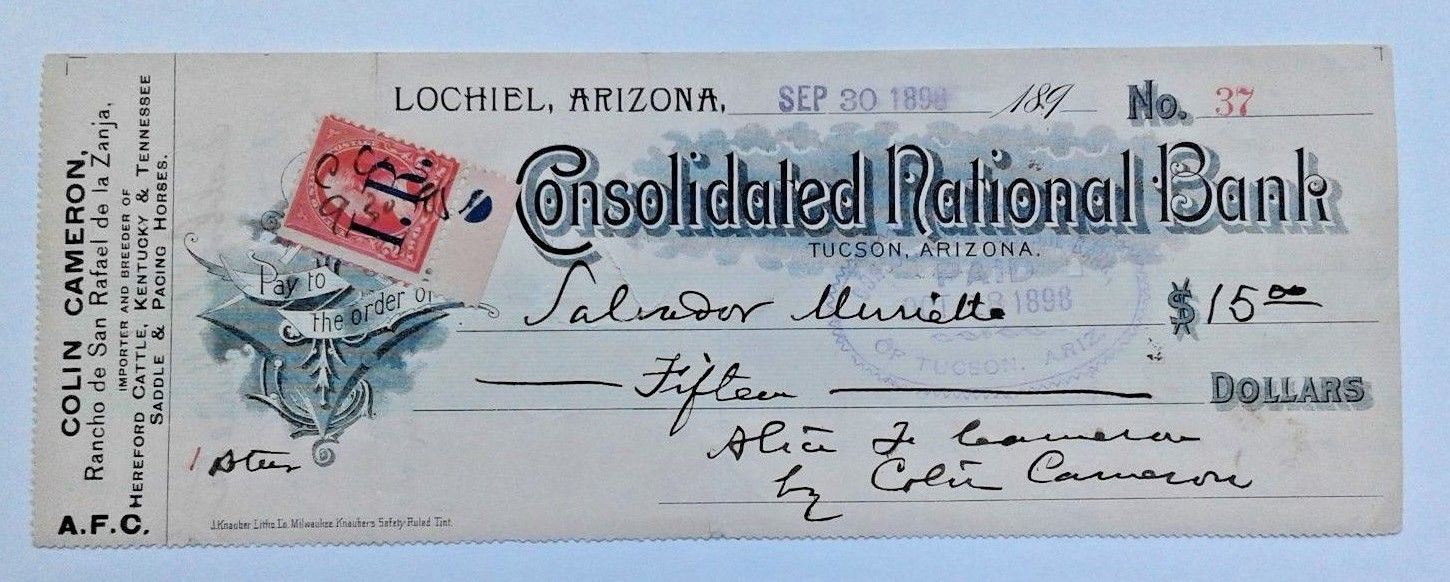 COLIN CAMERON,
Rancho de San Rafael de la Zanja,
IMPORTER AND BREEDER OF
HEREFORD CATTLE, KENTUCKY & TENNESSEE
SADDLE & PACING HORSES.
A.F.C.
LOCHIEL, ARIZONA, SEP 30 1898 189 No. 37
I.R.
Consolidated National Bank
TUCSON, ARIZONA.
PAID
1898
OF TUCSON, ARIZ.
Pay to
the order of
Salvador $15.00
Fifteen DOLLARS
Alice F Cameron
by Colin Cameron
1 Steer
J.Knauber Litho.Co. Milwaukee. Knauber's Safety Ruled Tint.